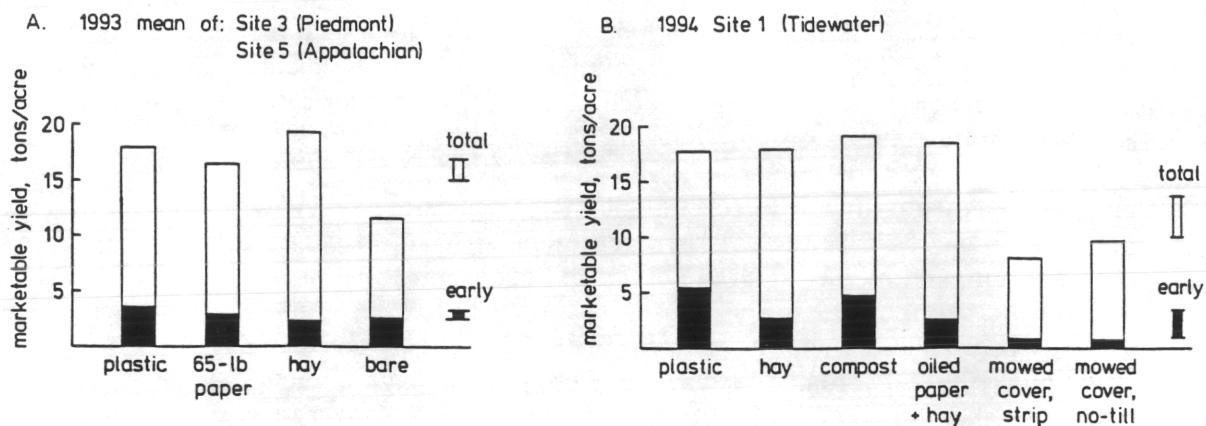 A. 1993 mean of: Site 3 (Piedmont)
Site 5 (Appalachian)
marketable yield, tons/acre
20
15
10
5
total
early
plastic
65-lb
paper
hay
bare
B. 1994 Site 1 (Tidewater)
marketable yield, tons/acre
20
15
10
5
total
early
plastic
hay
compost
oiled
paper
+ hay
mowed
cover,
strip
mowed
cover,
no-till